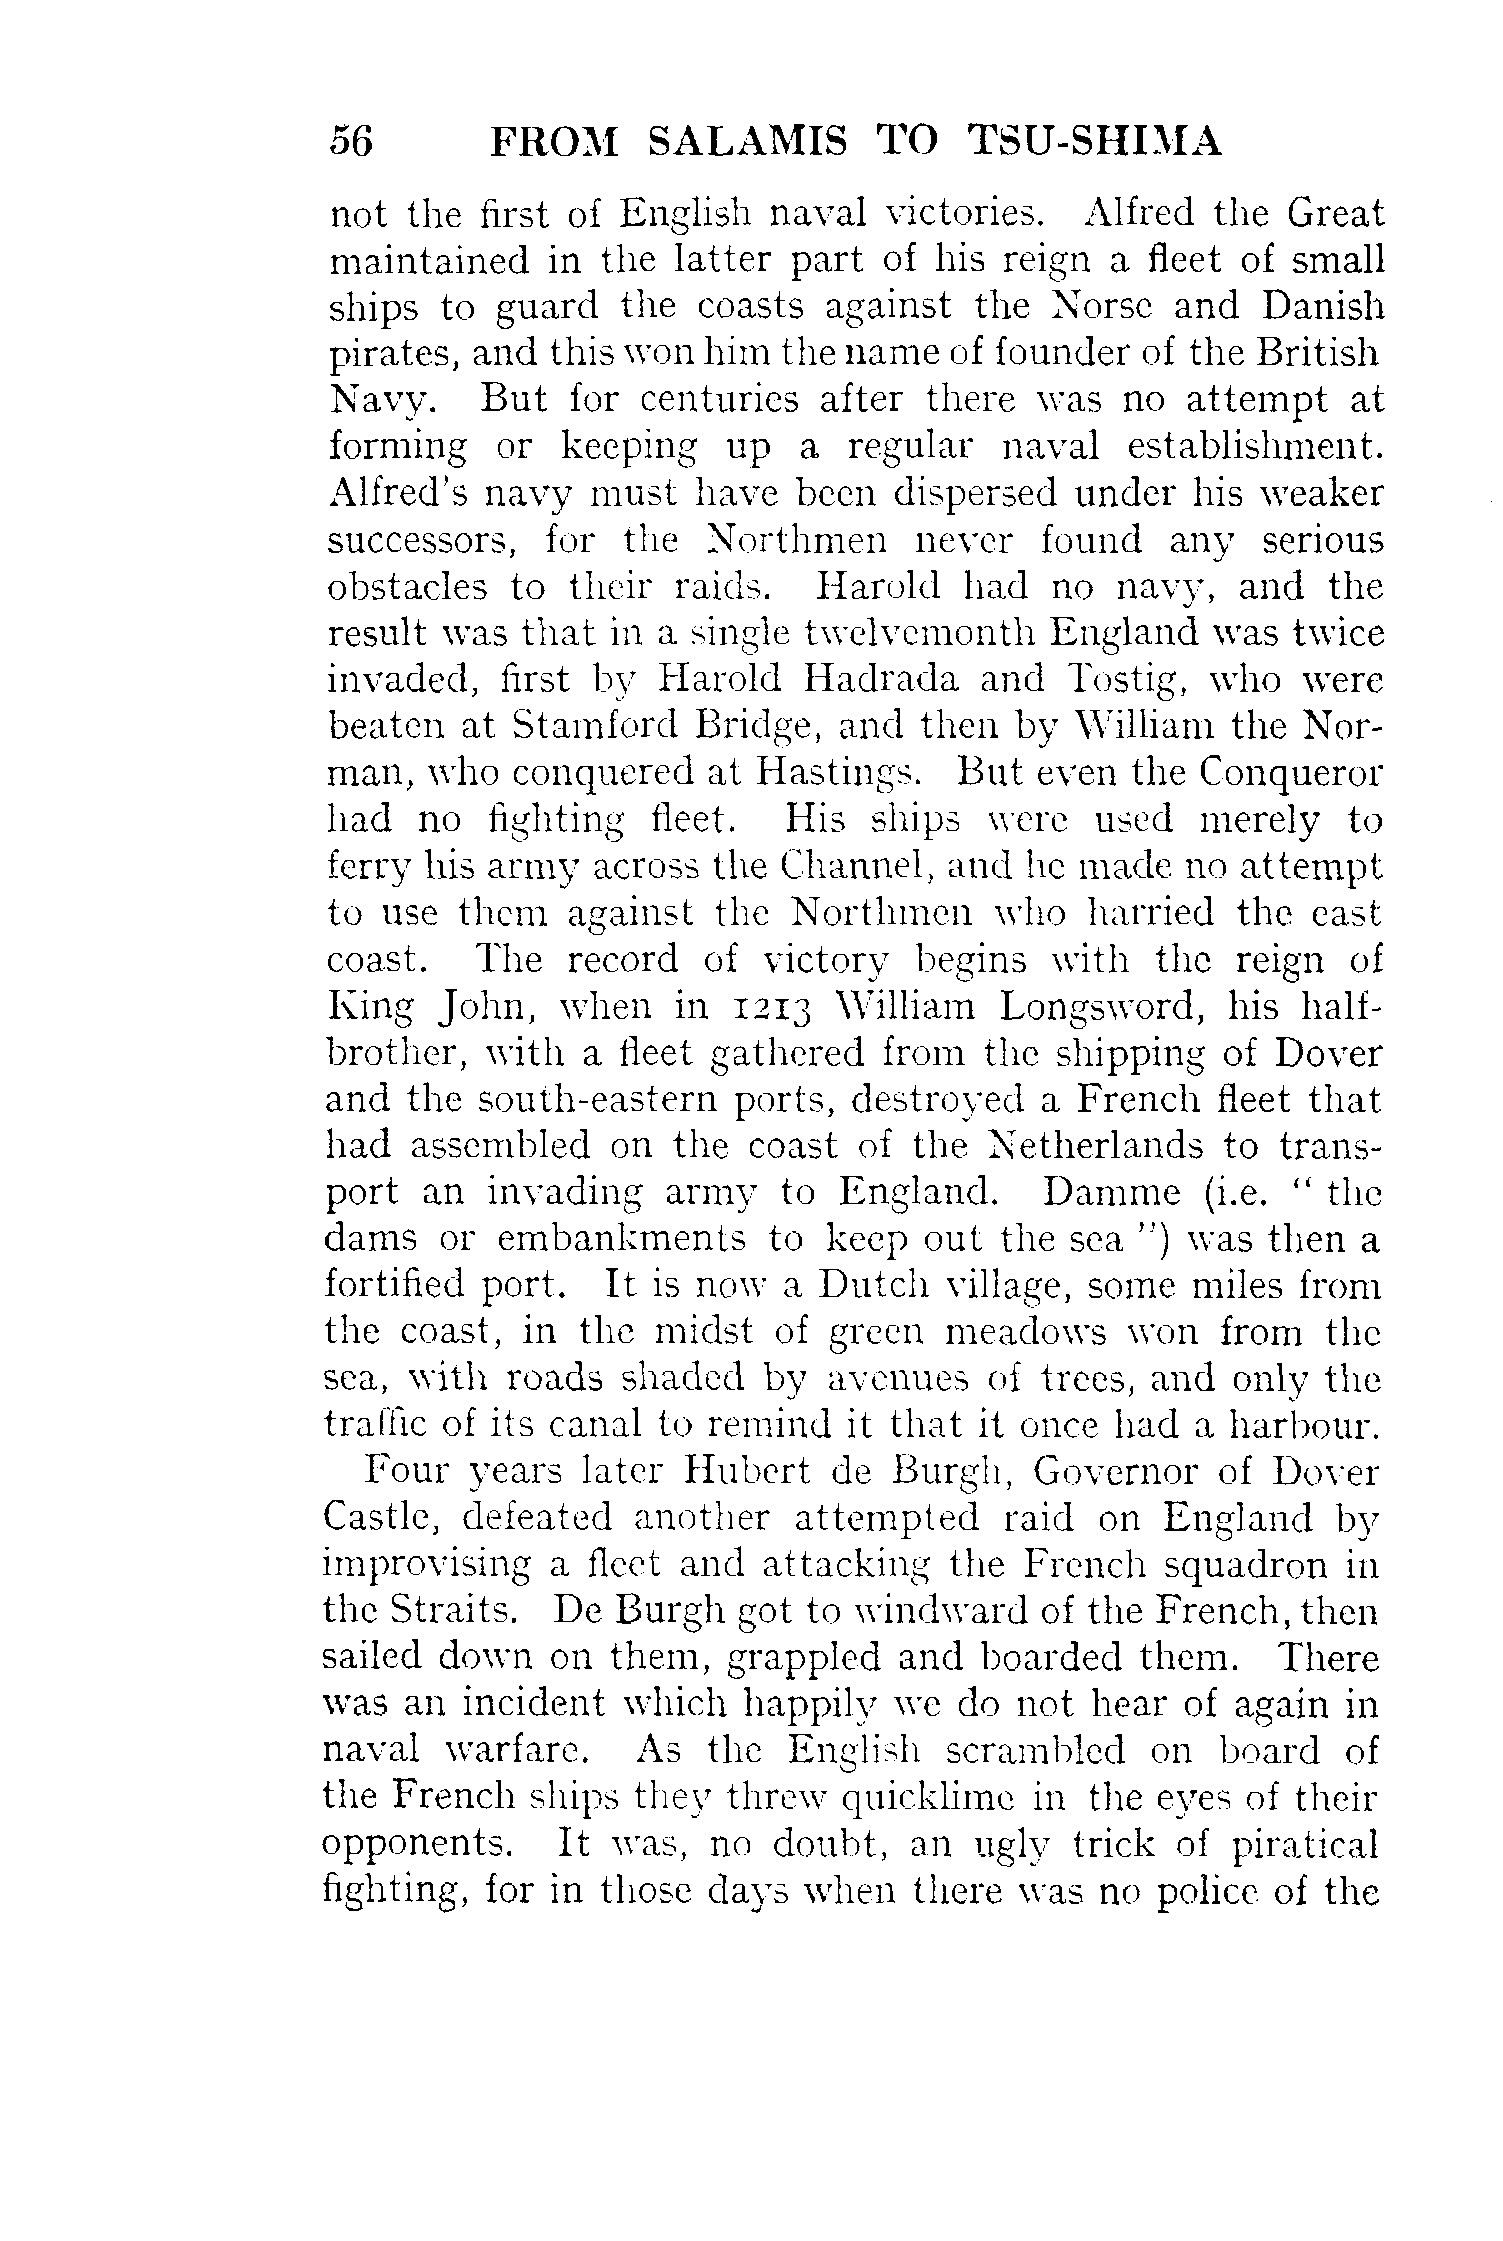 56 FROM SALAMIS TO TSU-SHIMA
not the first of English naval victories. Alfred the Great
maintained in the latter part of his reign a fleet of small
ships to guard the coasts against the Norse and Danish
pirates, and this won him the name of founder of the British
Navy. But for centuries after there was no attempt at
forming or keeping up a regular naval establishment.
Alfred's navy must have been dispersed under his weaker
successors, for the Northmen never found any serious
obstacles to their raids. Harold had no navy, and the
result was that in a single twelvemonth England was twice
invaded, first by Harold Hadrada and Tostig, who were
beaten at Stamford Bridge, and then by William the Nor-
man, who conquered at Hastings. But even the Conqueror
had no fighting fleet. His ships were used merely to
ferry his army across the Channel, and he made no attempt
to use them against the Northmen who harried the east
coast. The record of victory begins with the reign of
King John, when in 1213 William Longsword, his half-
brother, with a fleet gathered from the shipping of Dover
and the south-eastern ports, destroyed a French fleet that
had assembled on the coast of the Netherlands to trans-
port an invading army to England. Damme (i.e. " the
dams or embankments to keep out the sea ") was then a
fortified port. It is now a Dutch village, some miles from
the coast, in the midst of green meadows won from the
sea, with roads shaded by avenues of trees, and only the
traffic of its canal to remind it that it once had a harbour.
Four years later Hubert de Burgh, Governor of Dover
Castle, defeated another attempted raid on England by
improvising a fleet and attacking the French squadron in
the Straits. De Burgh got to windward of the French, then
sailed down on them, grappled and boarded them. There
was an incident which happily we do not hear of again in
naval warfare. As the English scrambled on board of
the French ships they threw quicklime in the eyes of their
opponents. It was, no doubt, an ugly trick of piratical
fighting, for in those days when there was no police of the